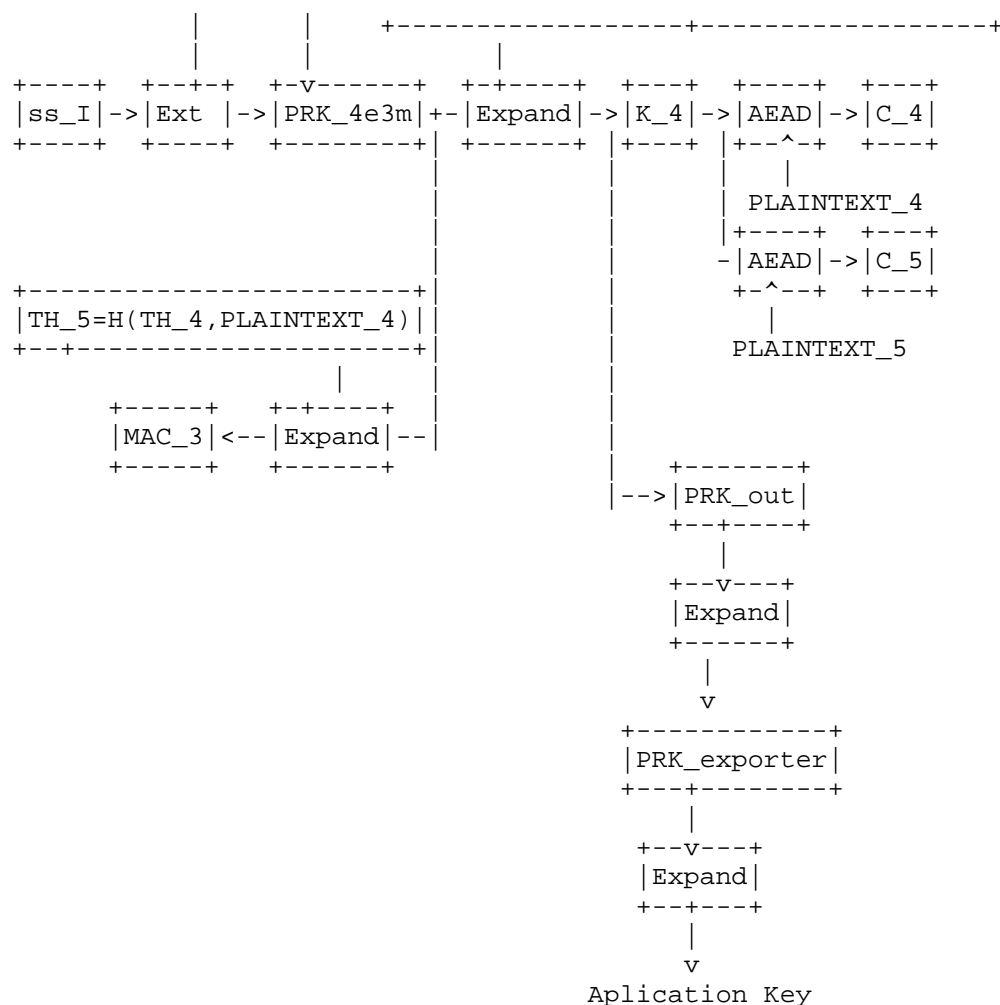 ss_I -> Ext -> PRK_4e3m Expand -> K_4 -> AEAD -> C_4
PLAINTEXT_4
AEAD -> C_5
TH_5=H(TH_4,PLAINTEXT_4)
PLAINTEXT_5
MAC_3 <-- Expand
--> PRK_out
Expand
PRK_exporter
Expand
Aplication Key